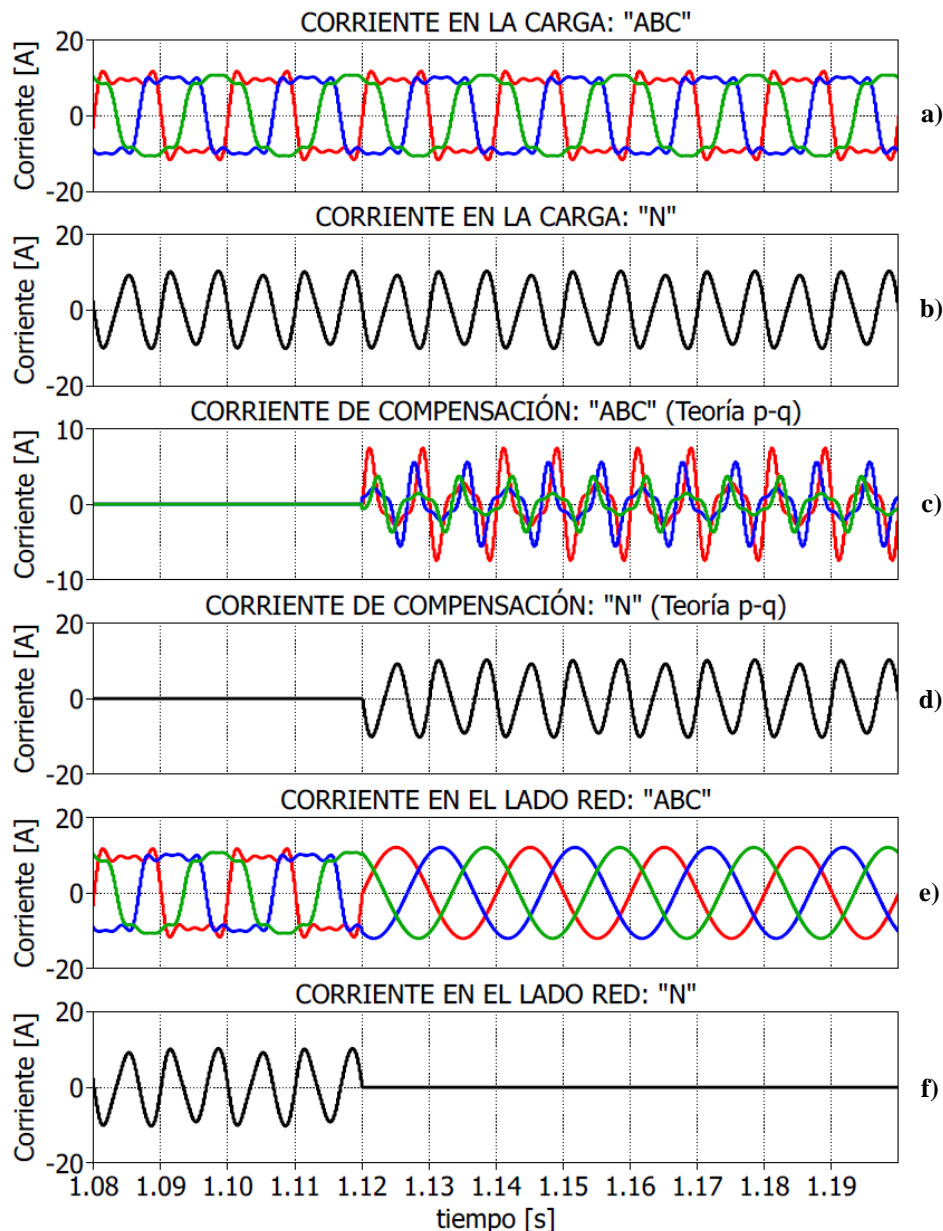 CORRIENTE EN LA CARGA: "ABC"
20
0
-20
Corriente [A]
a)
CORRIENTE EN LA CARGA: "N"
20
0
-20
Corriente [A]
b)
CORRIENTE DE COMPENSACIÓN: "ABC" (Teoría p-q)
10
0
-10
Corriente [A]
c)
CORRIENTE DE COMPENSACIÓN: "N" (Teoría p-q)
20
0
-20
Corriente [A]
d)
CORRIENTE EN EL LADO RED: "ABC"
20
0
-20
Corriente [A]
e)
CORRIENTE EN EL LADO RED: "N"
20
0
-20
Corriente [A]
f)
1.08 1.09 1.10 1.11 1.12 1.13 1.14 1.15 1.16 1.17 1.18 1.19
tiempo [s]